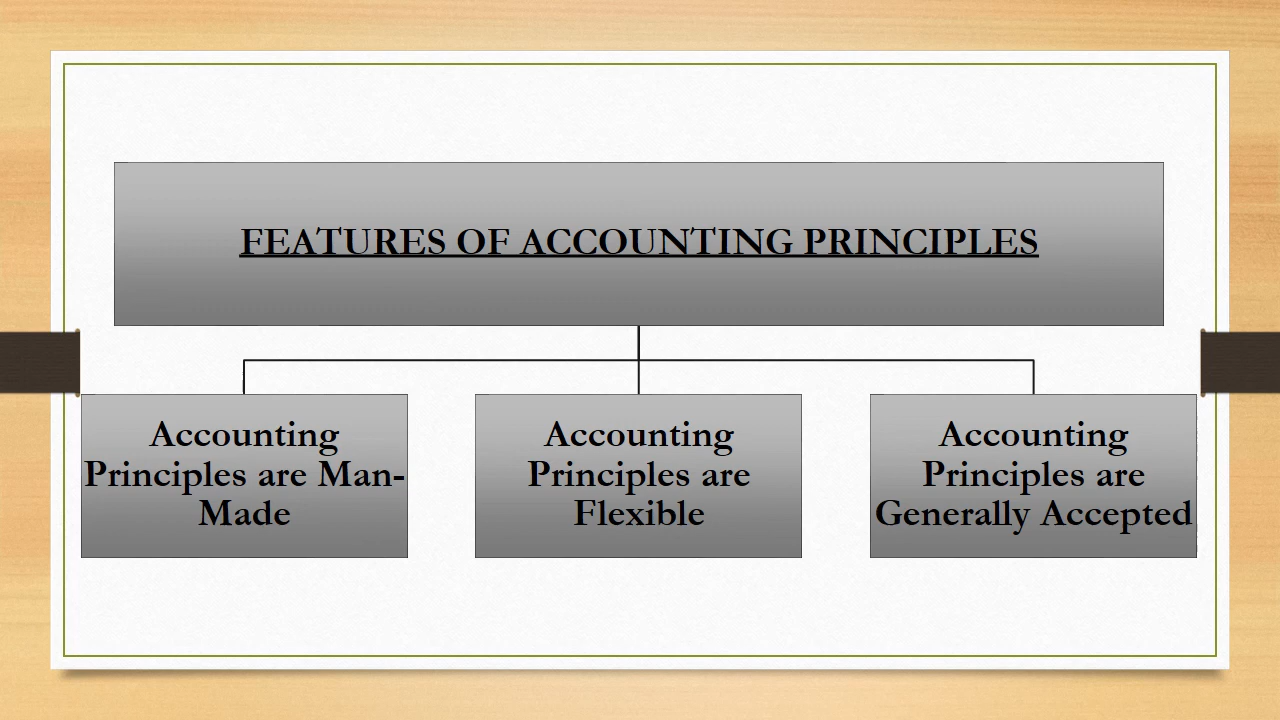 FEATURES OF ACCOUNTING PRINCIPLES
Accounting
Principles are Man-
Made
Accounting
Principles are
Flexible
Accounting
Principles are
Generally Accepted